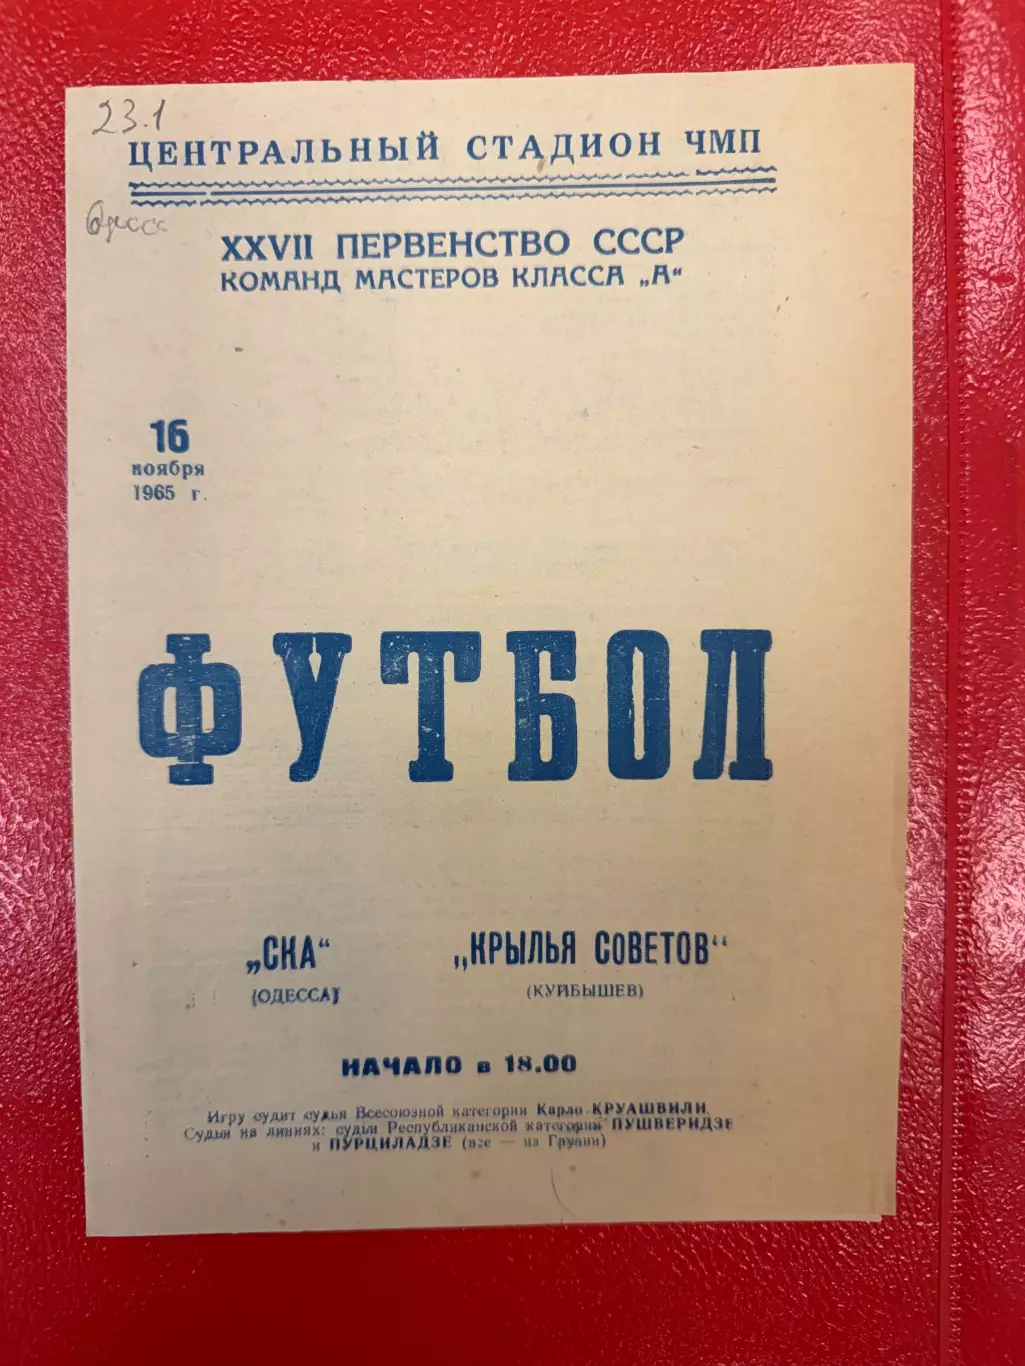 23.1
ЦЕНТРАЛЬНЫЙ СТАДИОН ЧМП
Одесса
XXVII ПЕРВЕНСТВО СССР
КОМАНД МАСТЕРОВ КЛАССА „А“
16
ноября
1965 г.
ФУТБОЛ
„СКА“ „КРЫЛЬЯ СОВЕТОВ“
(ОДЕССА) (КУЙБЫШЕВ)
НАЧАЛО в 18.00
Игру судит судья Всесоюзной категории Карло КРУАШВИЛИ.
Судьи на линиях: судьи Республиканской категории ПУШВЕРИДЗЕ
и ПУРЦИЛАДЗЕ (все — из Грузии)